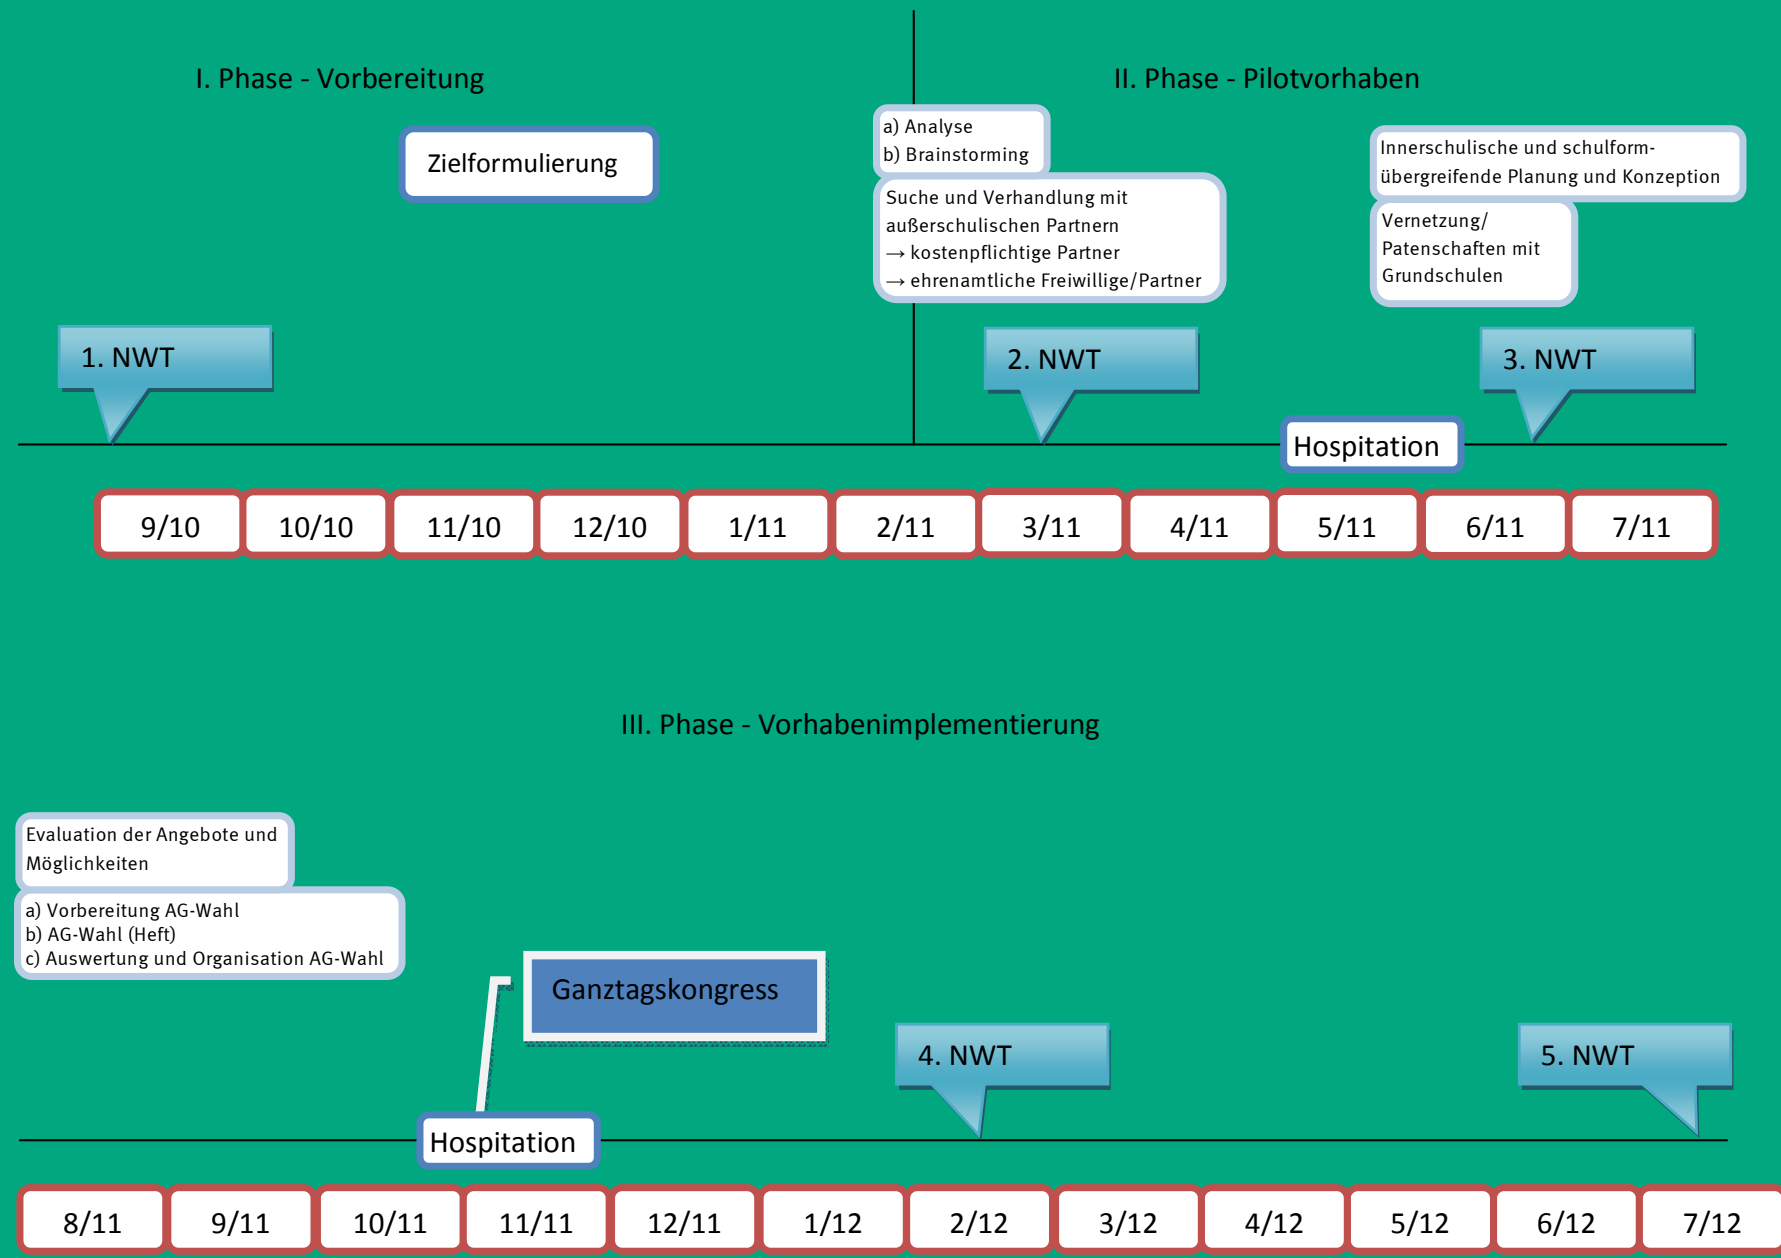 I. Phase - Vorbereitung
II. Phase - Pilotvorhaben
Zielformulierung
a) Analyse
b) Brainstorming
Suche und Verhandlung mit
außerschulischen Partnern
→ kostenpflichtige Partner
→ ehrenamtliche Freiwillige/Partner
Innerschulische und schulform-
übergreifende Planung und Konzeption
Vernetzung/
Patenschaften mit
Grundschulen
1. NWT
2. NWT
3. NWT
Hospitation
9/10
10/10
11/10
12/10
1/11
2/11
3/11
4/11
5/11
6/11
7/11
III. Phase - Vorhabenimplementierung
Evaluation der Angebote und
Möglichkeiten
a) Vorbereitung AG-Wahl
b) AG-Wahl (Heft)
c) Auswertung und Organisation AG-Wahl
Ganztagskongress
4. NWT
5. NWT
Hospitation
8/11
9/11
10/11
11/11
12/11
1/12
2/12
3/12
4/12
5/12
6/12
7/12